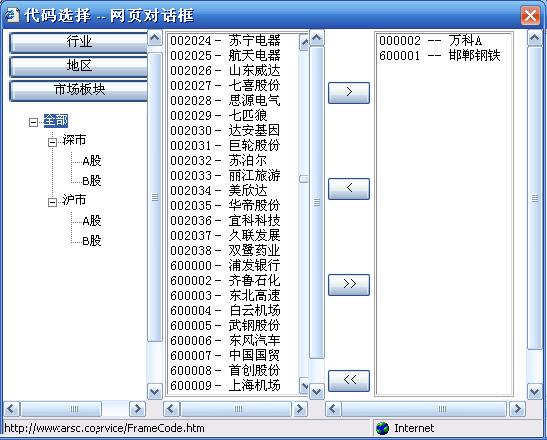 代码选择 -- 网页对话框
行业
地区
市场板块
全部
深市
A股
B股
沪市
A股
B股
002024 - 苏宁电器
002025 - 航天电器
002026 - 山东威达
002027 - 七喜股份
002028 - 思源电气
002029 - 七匹狼
002030 - 达安基因
002031 - 巨轮股份
002032 - 苏泊尔
002033 - 丽江旅游
002034 - 美欣达
002035 - 华帝股份
002036 - 宜科科技
002037 - 久联发展
002038 - 双鹭药业
600000 - 浦发银行
600002 - 齐鲁石化
600003 - 东北高速
600004 - 白云机场
600005 - 武钢股份
600006 - 东风汽车
600007 - 中国国贸
600008 - 首创股份
600009 - 上海机场
>
<
>>
<<
000002 -- 万科A
600001 -- 邯郸钢铁
http://www.arsc.cojrvice/FrameCode.htm
Internet